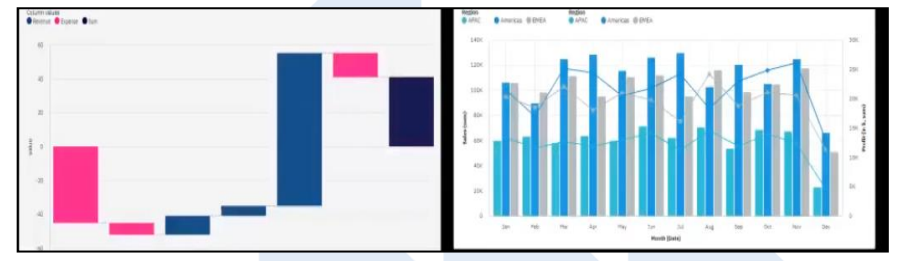 Column values
Revenue Expense Sum
60
40
20
0
-20
-40
-60
Region Region
APAC Americas EMEA APAC Americas EMEA
140K
120K
100K
80K
60K
40K
20K
0
30K
25K
20K
15K
10K
5K
0
Jan Feb Mar Apr May Jun Jul Aug Sep Oct Nov Dec
Month (Date)